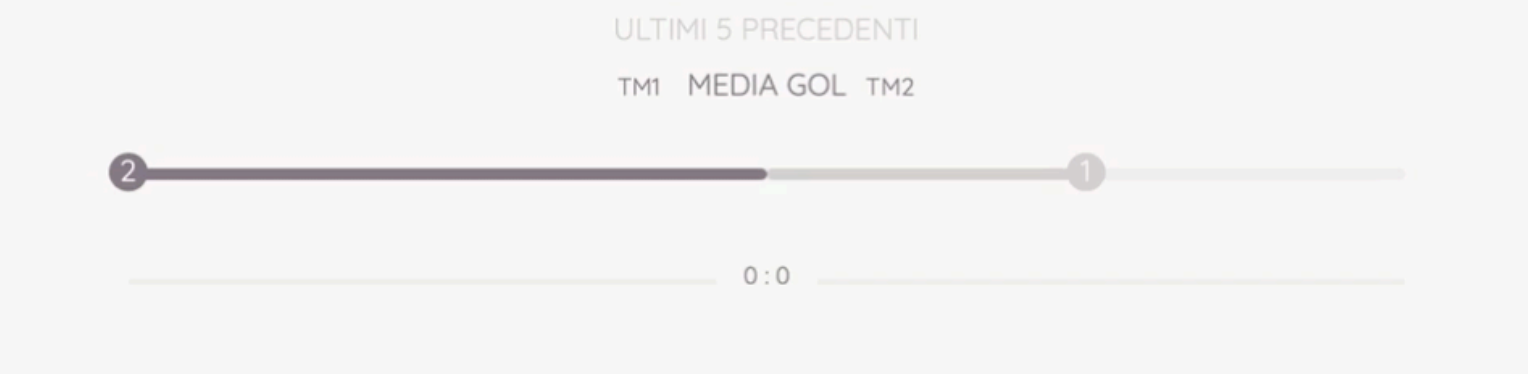 ULTIMI 5 PRECEDENTI
TM1 MEDIA GOL TM2
2 1
0 : 0